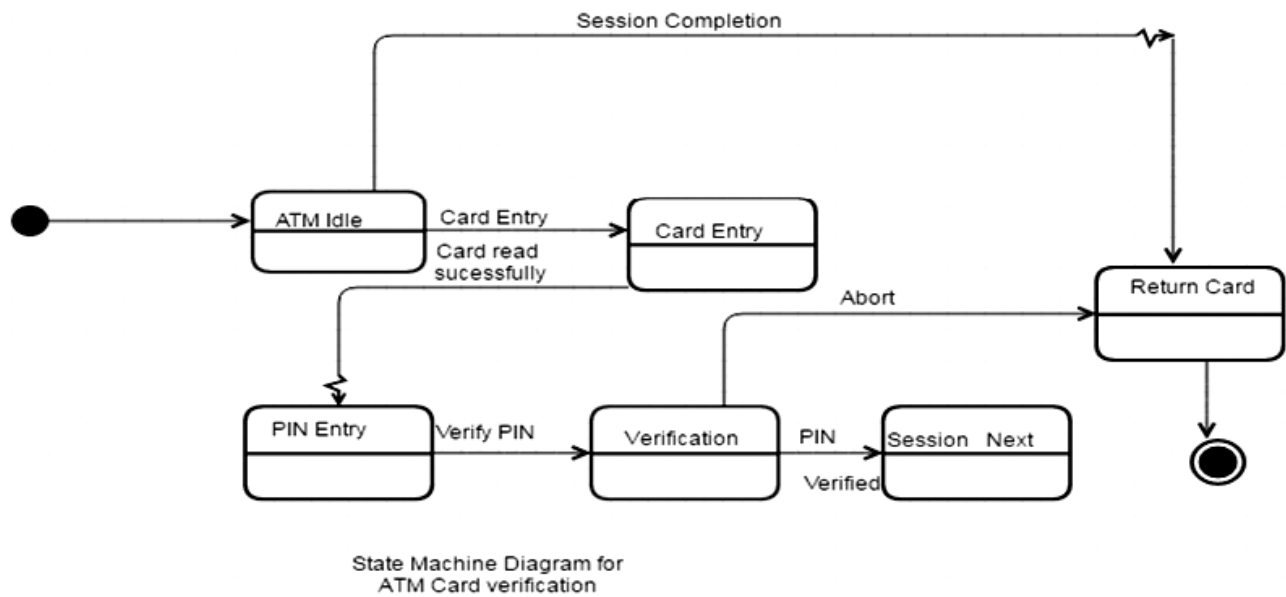 Session Completion
ATM Idle
Card Entry
Card Entry
Card read
sucessfully
Return Card
Abort
PIN Entry
Verify PIN
Verification
PIN
Verified
Session Next
State Machine Diagram for
ATM Card verification